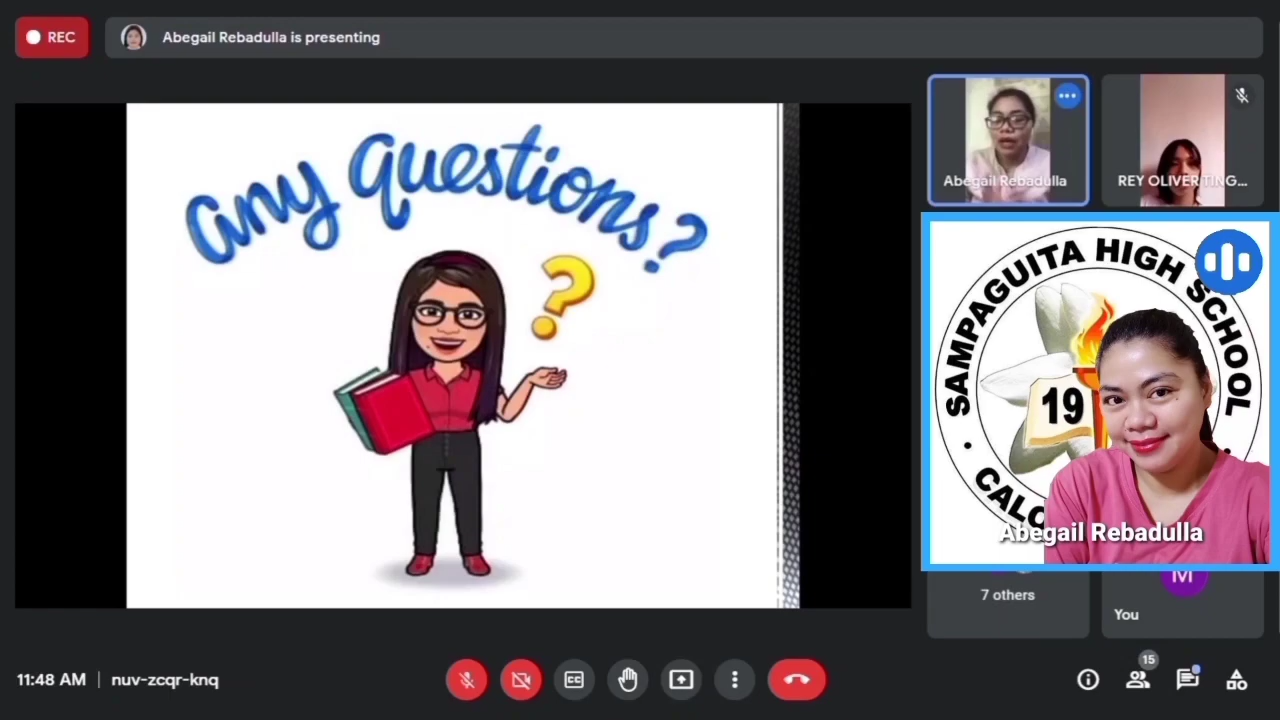 REC
Abegail Rebadulla is presenting
any questions?
Abegail Rebadulla
REY OLIVER TING...
SAMPAGUITA HIGH SCHOOL
19
CALO
Abegail Rebadulla
7 others
M
You
11:48 AM | nuv-zcqr-knq
CC
15